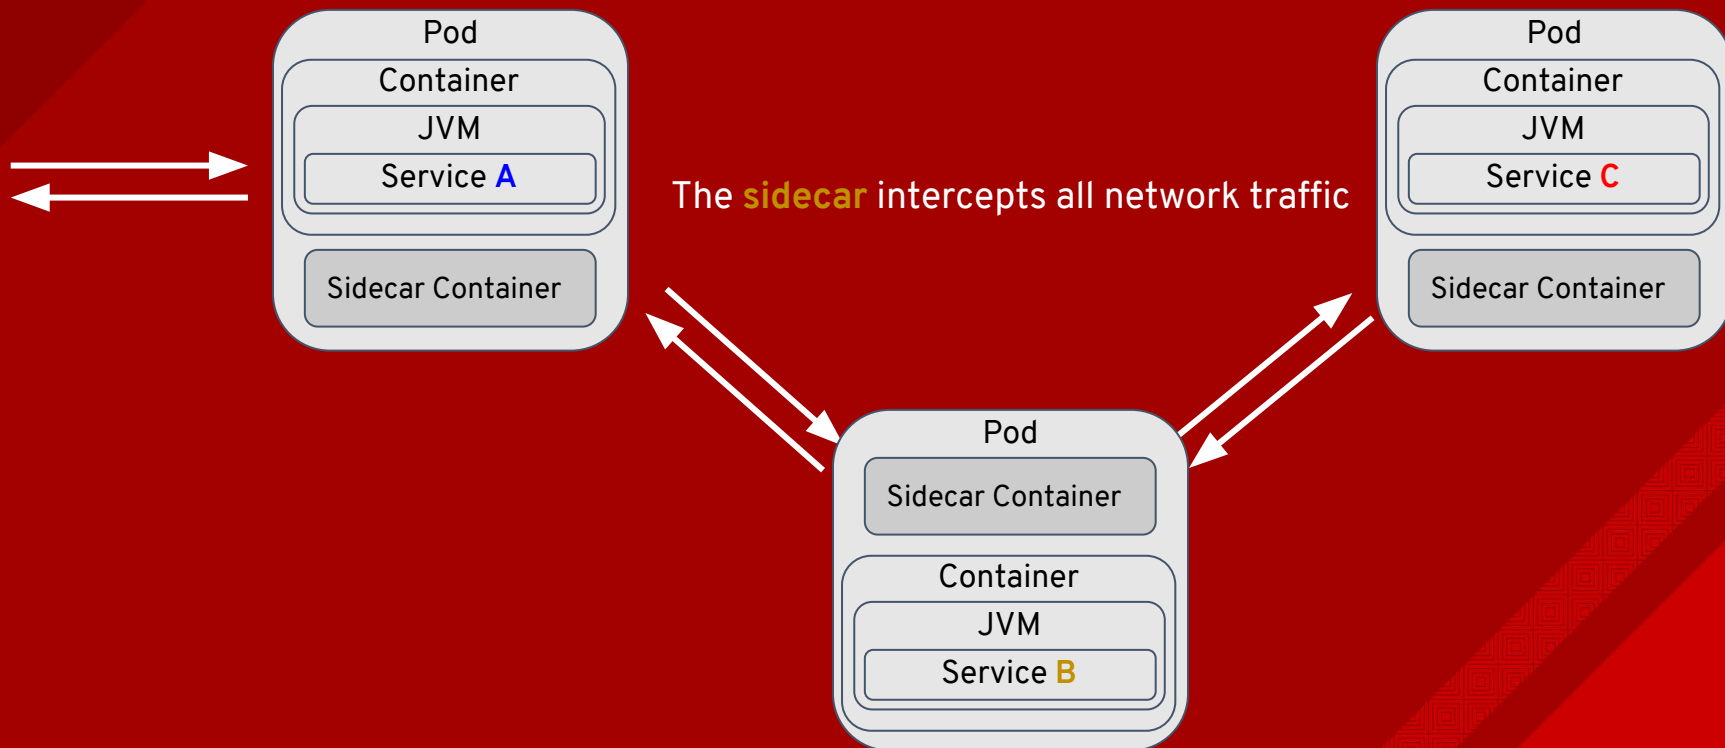 Pod
Container
JVM
Service A
Sidecar Container
The sidecar intercepts all network traffic
Pod
Container
JVM
Service C
Sidecar Container
Pod
Sidecar Container
Container
JVM
Service B